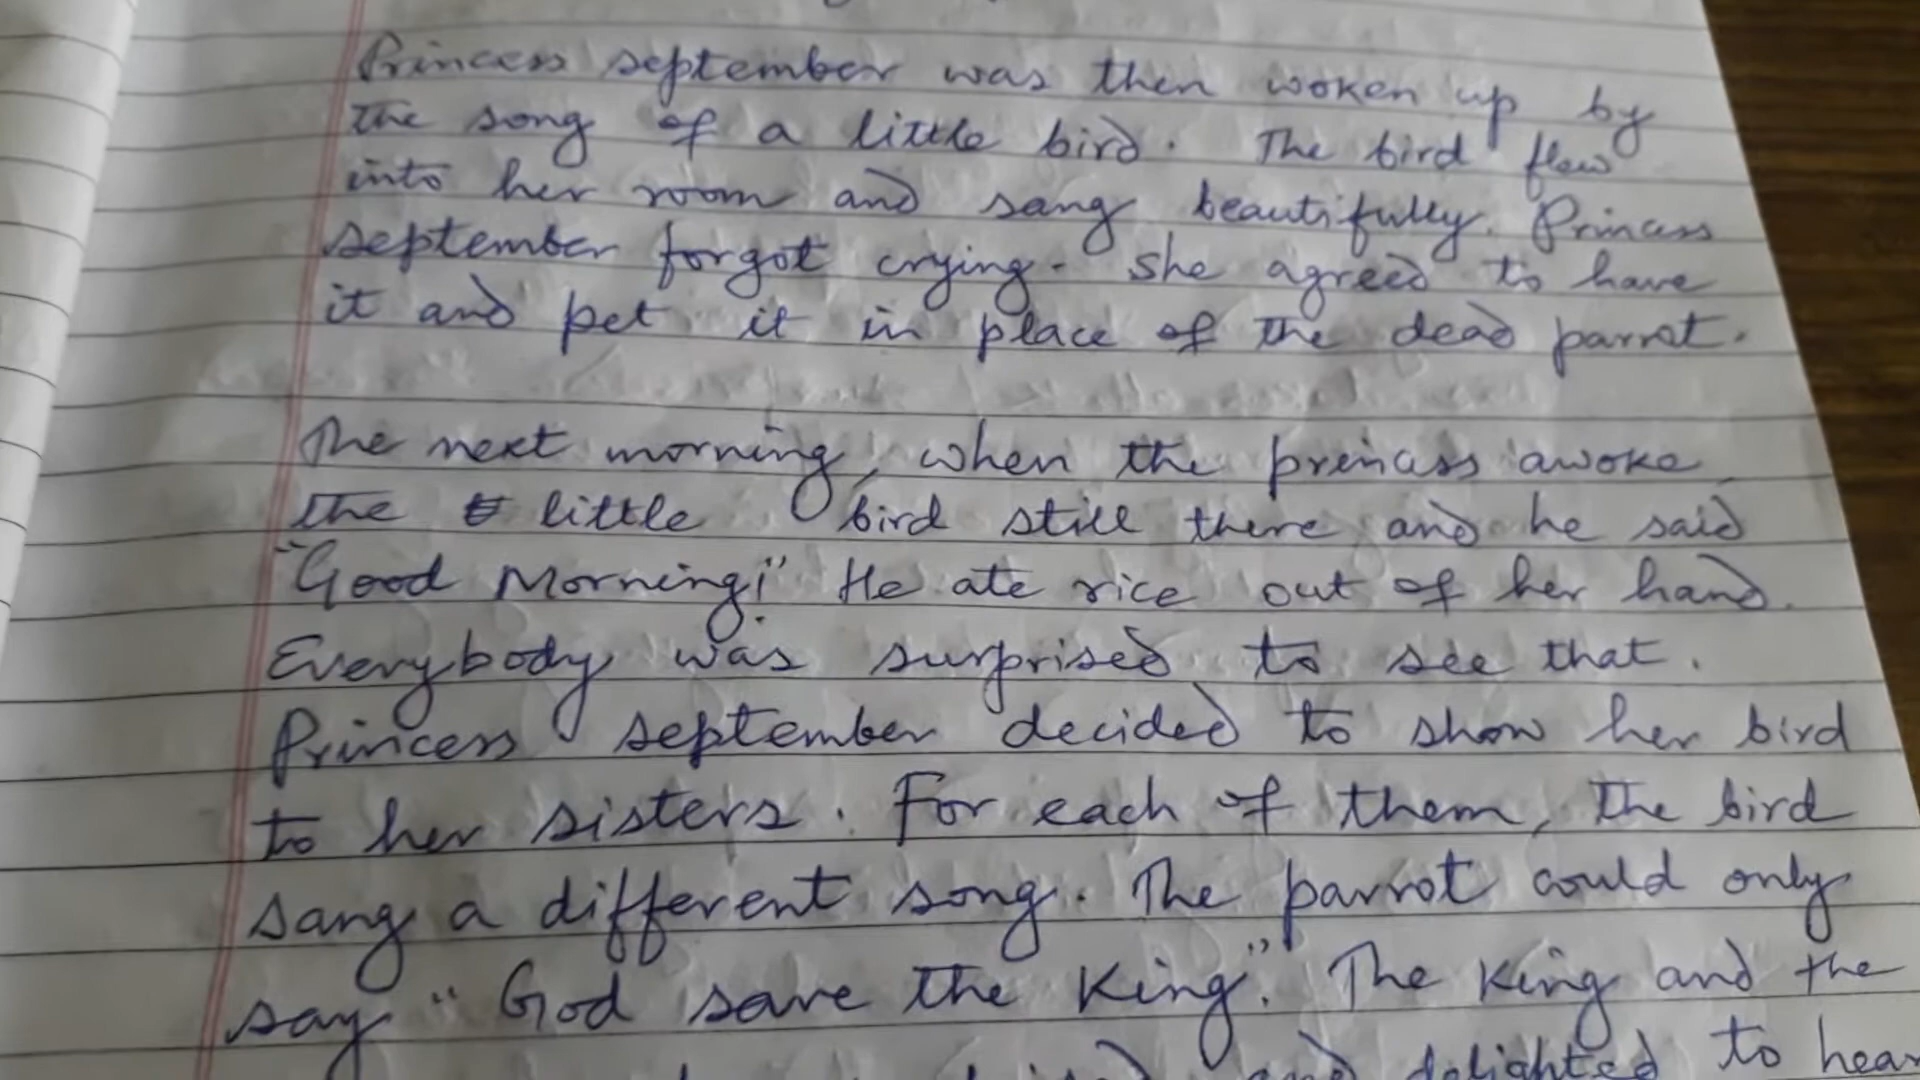 Princess september was then woken up by
the song of a little bird. The bird flew
into her room and sang beautifully. Princess
september forgot crying. She agreed to have
it and pet it in place of the dead parrot.
The next morning, when the prencass awoke
the little bird still there and he said
"Good Morning!" He ate rice out of her hand.
Everybody was surprised to see that.
Princess september decided to show her bird
to her sisters. For each of them, the bird
sang a different song. The parrot could only
say "God save the King". The King and the
and delighted to hear